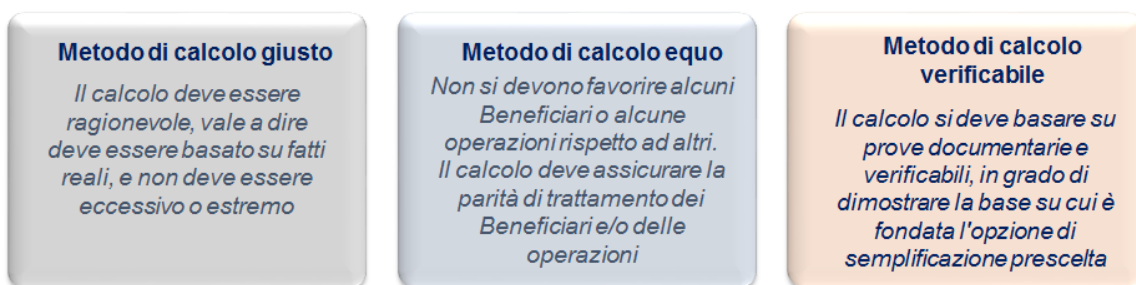 Metodo di calcolo giusto
Il calcolo deve essere
ragionevole, vale a dire
deve essere basato su fatti
reali, e non deve essere
eccessivo o estremo
Metodo di calcolo equo
Non si devono favorire alcuni
Beneficiari o alcune
operazioni rispetto ad altri.
Il calcolo deve assicurare la
parità di trattamento dei
Beneficiari e/o delle
operazioni
Metodo di calcolo
verificabile
Il calcolo si deve basare su
prove documentarie e
verificabili, in grado di
dimostrare la base su cui è
fondata l'opzione di
semplificazione prescelta